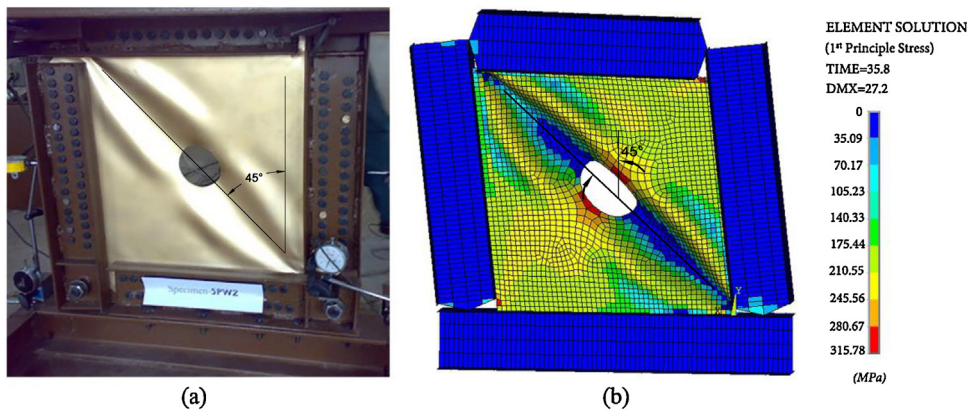 45°
Specimen-SPW2
(a)
45°
Y
(b)
ELEMENT SOLUTION
(1st Principle Stress)
TIME=35.8
DMX=27.2
0
35.09
70.17
105.23
140.33
175.44
210.55
245.56
280.67
315.78
(MPa)